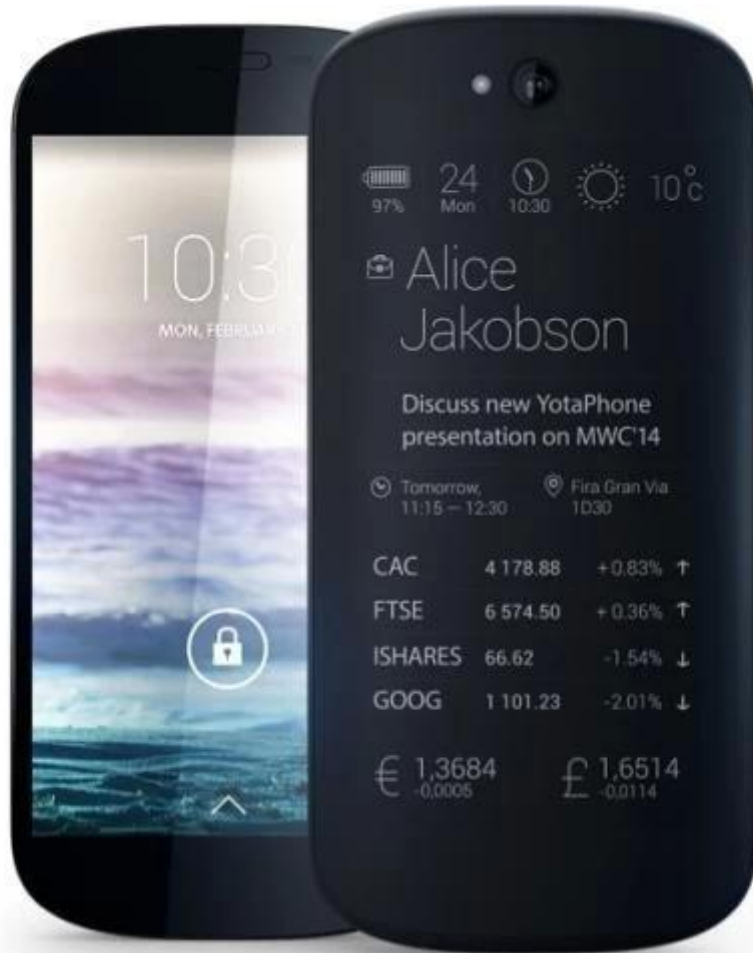 10:30
MON, FEBRUARY
97%
24
Mon
10:30
10°c
Alice
Jakobson
Discuss new YotaPhone
presentation on MWC'14
Tomorrow,
11:15 — 12:30
Fira Gran Via
1D30
CAC 4 178.88 +0.83% ↑
FTSE 6 574.50 +0.36% ↑
ISHARES 66.62 -1.54% ↓
GOOG 1 101.23 -2.01% ↓
€ 1,3684
-0,0005
£ 1,6514
-0,0114